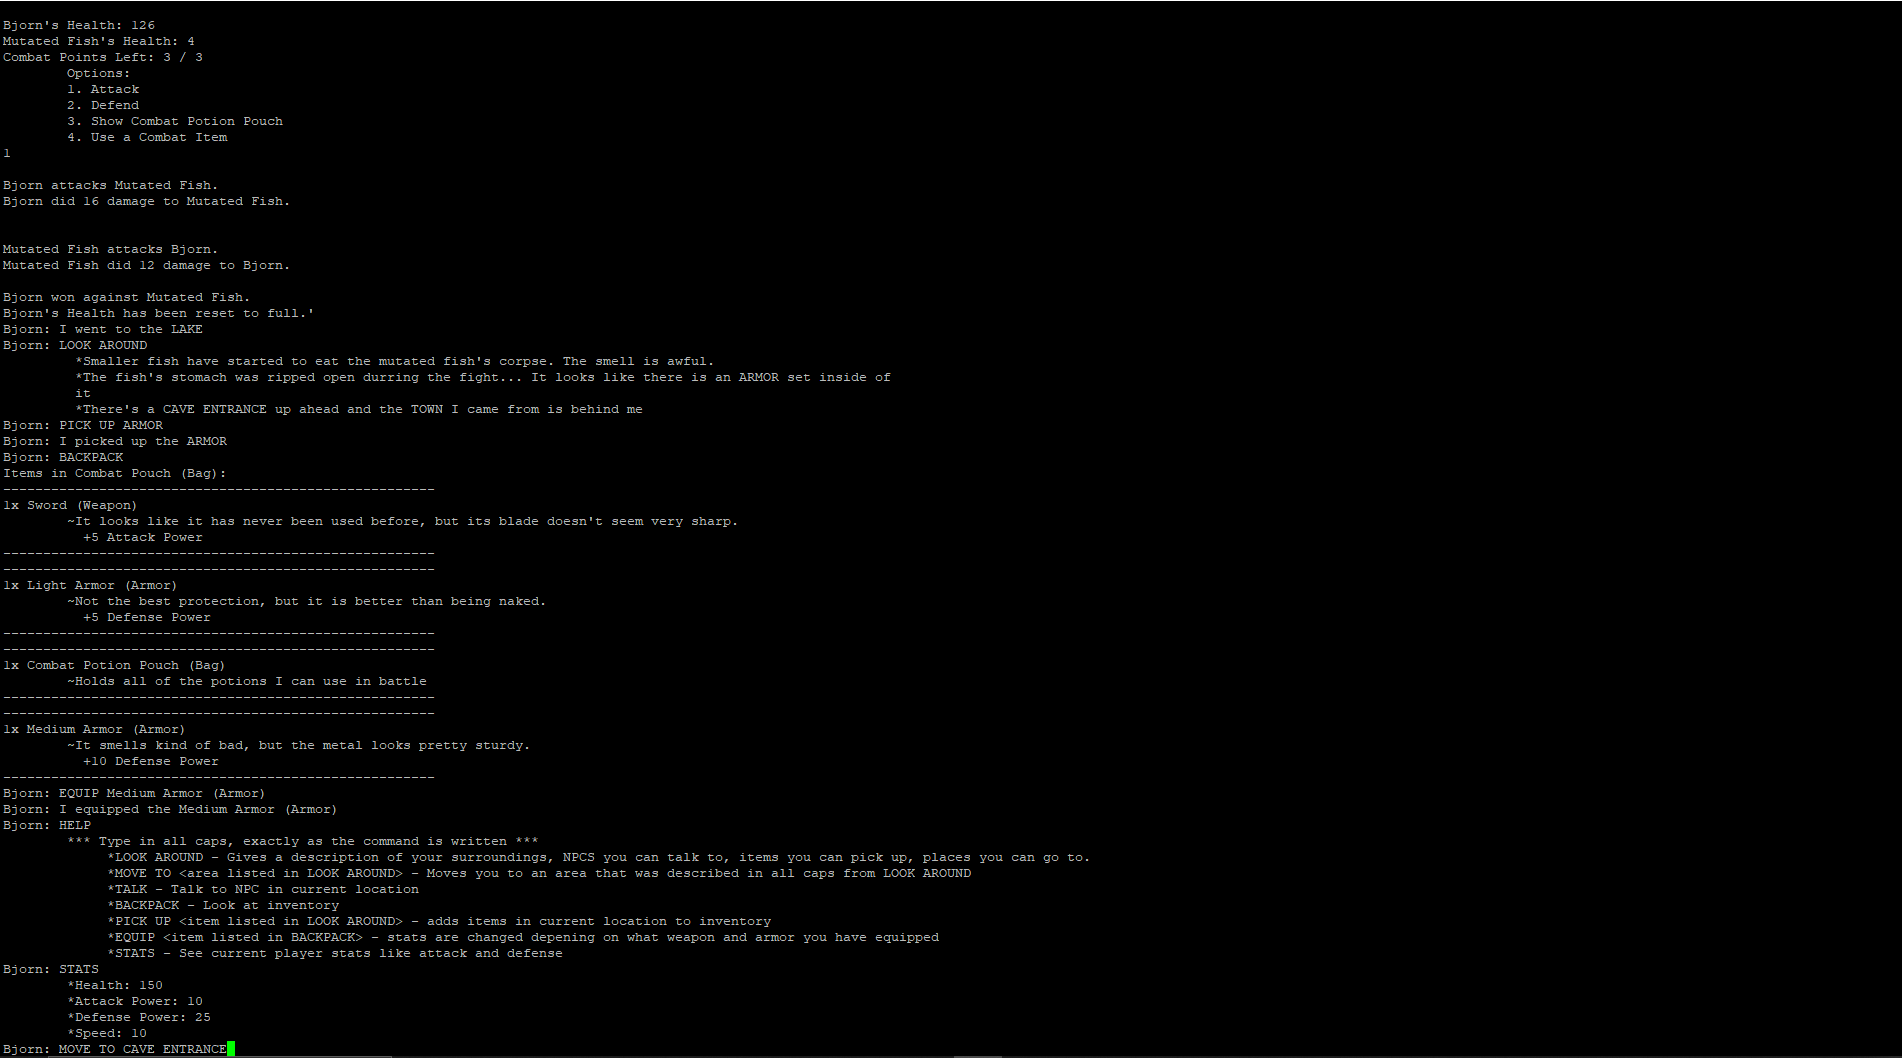 Bjorn's Health: 126
Mutated Fish's Health: 4
Combat Points Left: 3 / 3
Options:
1. Attack
2. Defend
3. Show Combat Potion Pouch
4. Use a Combat Item
1
Bjorn attacks Mutated Fish.
Bjorn did 16 damage to Mutated Fish.
Mutated Fish attacks Bjorn.
Mutated Fish did 12 damage to Bjorn.
Bjorn won against Mutated Fish.
Bjorn's Health has been reset to full.'
Bjorn: I went to the LAKE
Bjorn: LOOK AROUND
*Smaller fish have started to eat the mutated fish's corpse. The smell is awful.
*The fish's stomach was ripped open durring the fight... It looks like there is an ARMOR set inside of
it
*There's a CAVE ENTRANCE up ahead and the TOWN I came from is behind me
Bjorn: PICK UP ARMOR
Bjorn: I picked up the ARMOR
Bjorn: BACKPACK
Items in Combat Pouch (Bag):
------------------------------------------------------
1x Sword (Weapon)
~It looks like it has never been used before, but its blade doesn't seem very sharp.
+5 Attack Power
------------------------------------------------------
------------------------------------------------------
1x Light Armor (Armor)
~Not the best protection, but it is better than being naked.
+5 Defense Power
------------------------------------------------------
------------------------------------------------------
1x Combat Potion Pouch (Bag)
~Holds all of the potions I can use in battle
------------------------------------------------------
------------------------------------------------------
1x Medium Armor (Armor)
~It smells kind of bad, but the metal looks pretty sturdy.
+10 Defense Power
------------------------------------------------------
Bjorn: EQUIP Medium Armor (Armor)
Bjorn: I equipped the Medium Armor (Armor)
Bjorn: HELP
*** Type in all caps, exactly as the command is written ***
*LOOK AROUND - Gives a description of your surroundings, NPCS you can talk to, items you can pick up, places you can go to.
*MOVE TO <area listed in LOOK AROUND> - Moves you to an area that was described in all caps from LOOK AROUND
*TALK - Talk to NPC in current location
*BACKPACK - Look at inventory
*PICK UP <item listed in LOOK AROUND> - adds items in current location to inventory
*EQUIP <item listed in BACKPACK> - stats are changed depening on what weapon and armor you have equipped
*STATS - See current player stats like attack and defense
Bjorn: STATS
*Health: 150
*Attack Power: 10
*Defense Power: 25
*Speed: 10
Bjorn: MOVE TO CAVE ENTRANCE